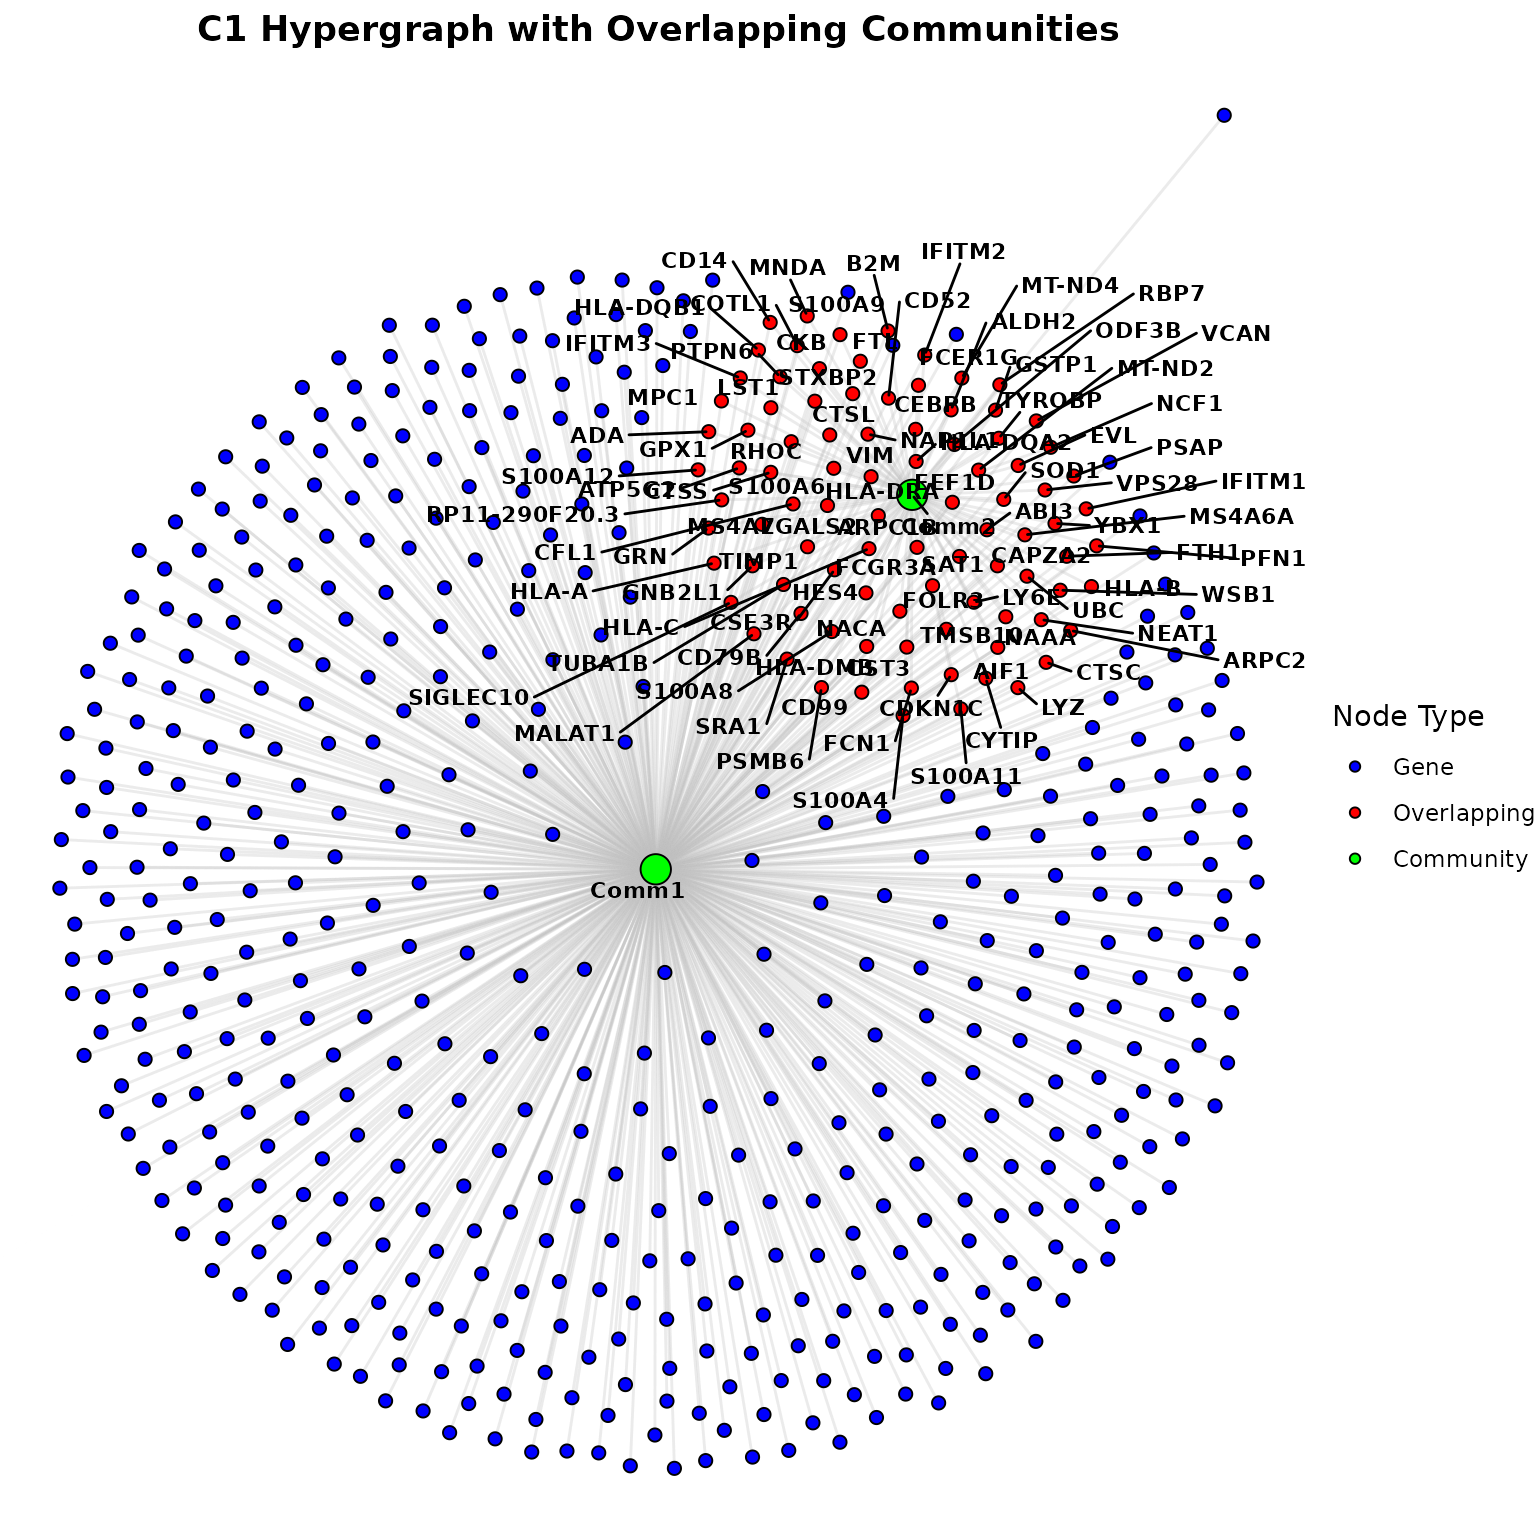 C1 Hypergraph with Overlapping Communities
IFITM2
CD14
MNDA
B2M
MT-ND4
RBP7
HLA-DQB1
COTL1
S100A9
CD52
ALDH2
ODF3B
VCAN
IFITM3
PTPN6
CKB
FCER1G
GSTP1
MT-ND2
LST1
STXBP2
MPC1
CTSL
CEBPB
TYROBP
NCF1
ADA
GPX1
RHOC
VIM
NAP1L1
HLA-DQA2
EVL
PSAP
S100A12
ATP5G2
CTSS
S100A6
HLA-DRA
EEF1D
SOD1
VPS28
IFITM1
RP11-290F20.3
MS4A7
LGALS2
ARPC1B
Comm2
ABI3
YBX1
MS4A6A
CFL1
GRN
TIMP1
FCGR3A
SAT1
CAPZA2
FTH1
PFN1
HLA-A
GNB2L1
HES4
FOLR3
LY6E
UBC
HLA-B
WSB1
HLA-C
CSF3R
NACA
TMSB10
NAAA
NEAT1
TUBA1B
CD79B
HLA-DMB
CST3
AIF1
CTSC
ARPC2
SIGLEC10
S100A8
CD99
CDKN1C
LYZ
MALAT1
SRA1
FCN1
CYTIP
PSMB6
S100A11
S100A4
Node Type
Gene
Overlapping
Community
Comm1